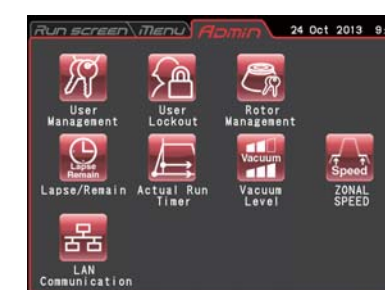 Run screen Menu Admin 24 Oct 2013 9:
User
Management
User
Lockout
Rotor
Management
Lapse
Remain
Vacuum
Speed
Lapse/Remain
Actual Run
Timer
Vacuum
Level
ZONAL
SPEED
LAN
Communication